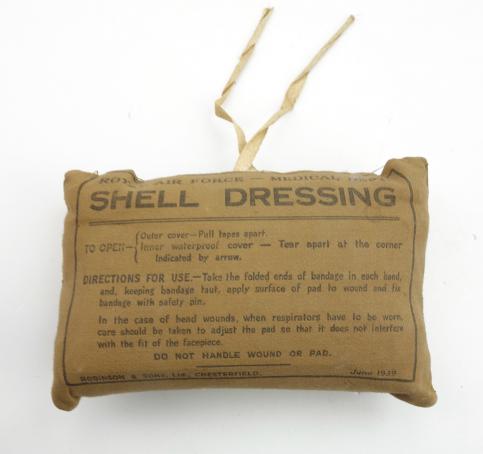 ROYAL AIR FORCE — MEDICAL DEPT.
SHELL DRESSING
Outer cover—Pull tapes apart.
TO OPEN— Inner waterproof cover — Tear apart at the corner
indicated by arrow.
DIRECTIONS FOR USE.—Take the folded ends of bandage in each hand,
and, keeping bandage taut, apply surface of pad to wound and fix
bandage with safety pin.
In the case of head wounds, when respirators have to be worn,
care should be taken to adjust the pad so that it does not interfere
with the fit of the facepiece.
DO NOT HANDLE WOUND OR PAD.
ROBINSON & SONS, Ltd., CHESTERFIELD. June 1939